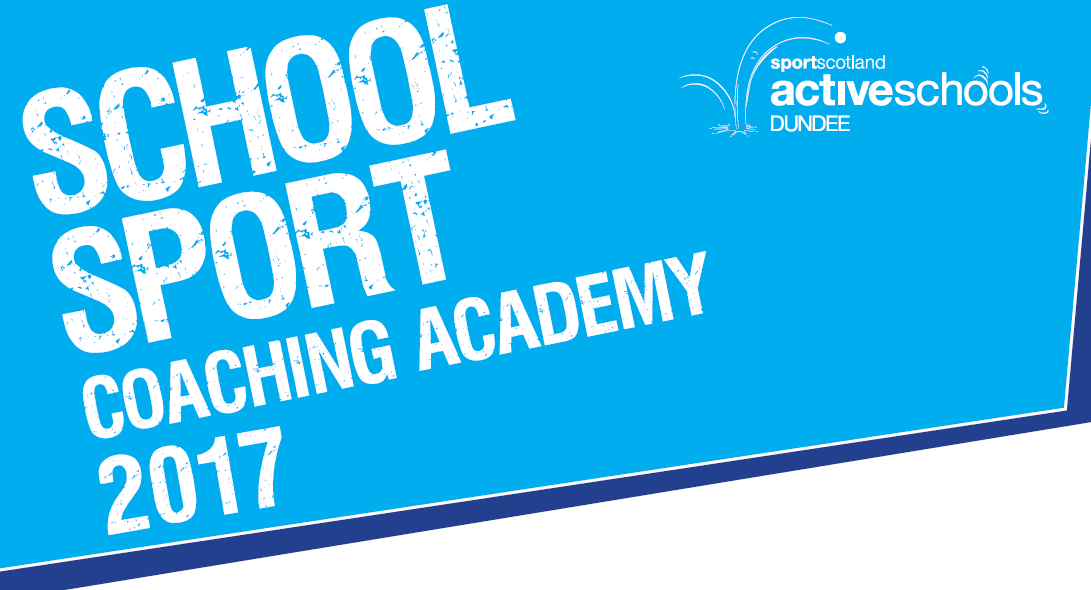 SCHOOL
SPORT
COACHING ACADEMY
2017
sportscotland
activeschools
DUNDEE